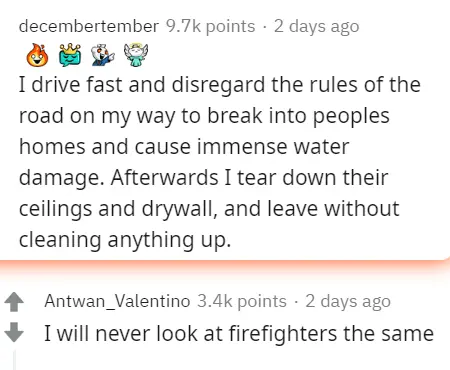 decembertember 9.7k points · 2 days ago
I drive fast and disregard the rules of the
road on my way to break into peoples
homes and cause immense water
damage. Afterwards I tear down their
ceilings and drywall, and leave without
cleaning anything up.
Antwan_Valentino 3.4k points · 2 days ago
I will never look at firefighters the same